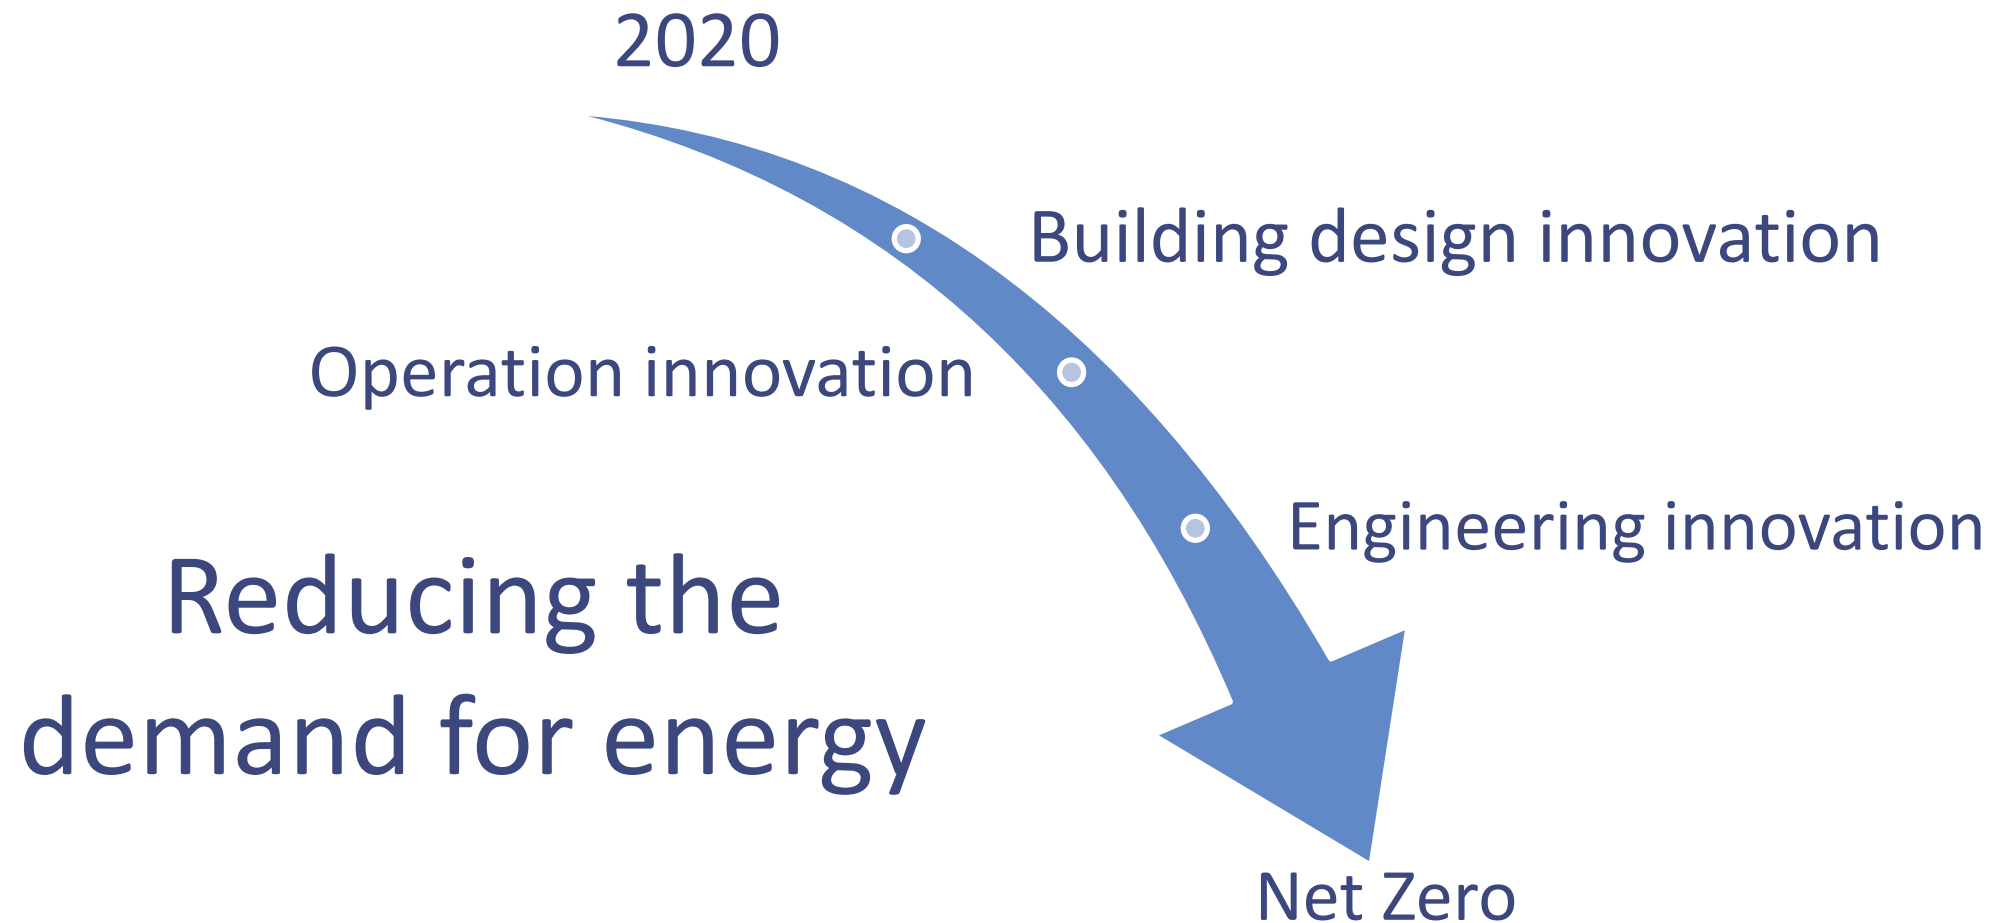 2020
Building design innovation
Operation innovation
Engineering innovation
Reducing the
demand for energy
Net Zero